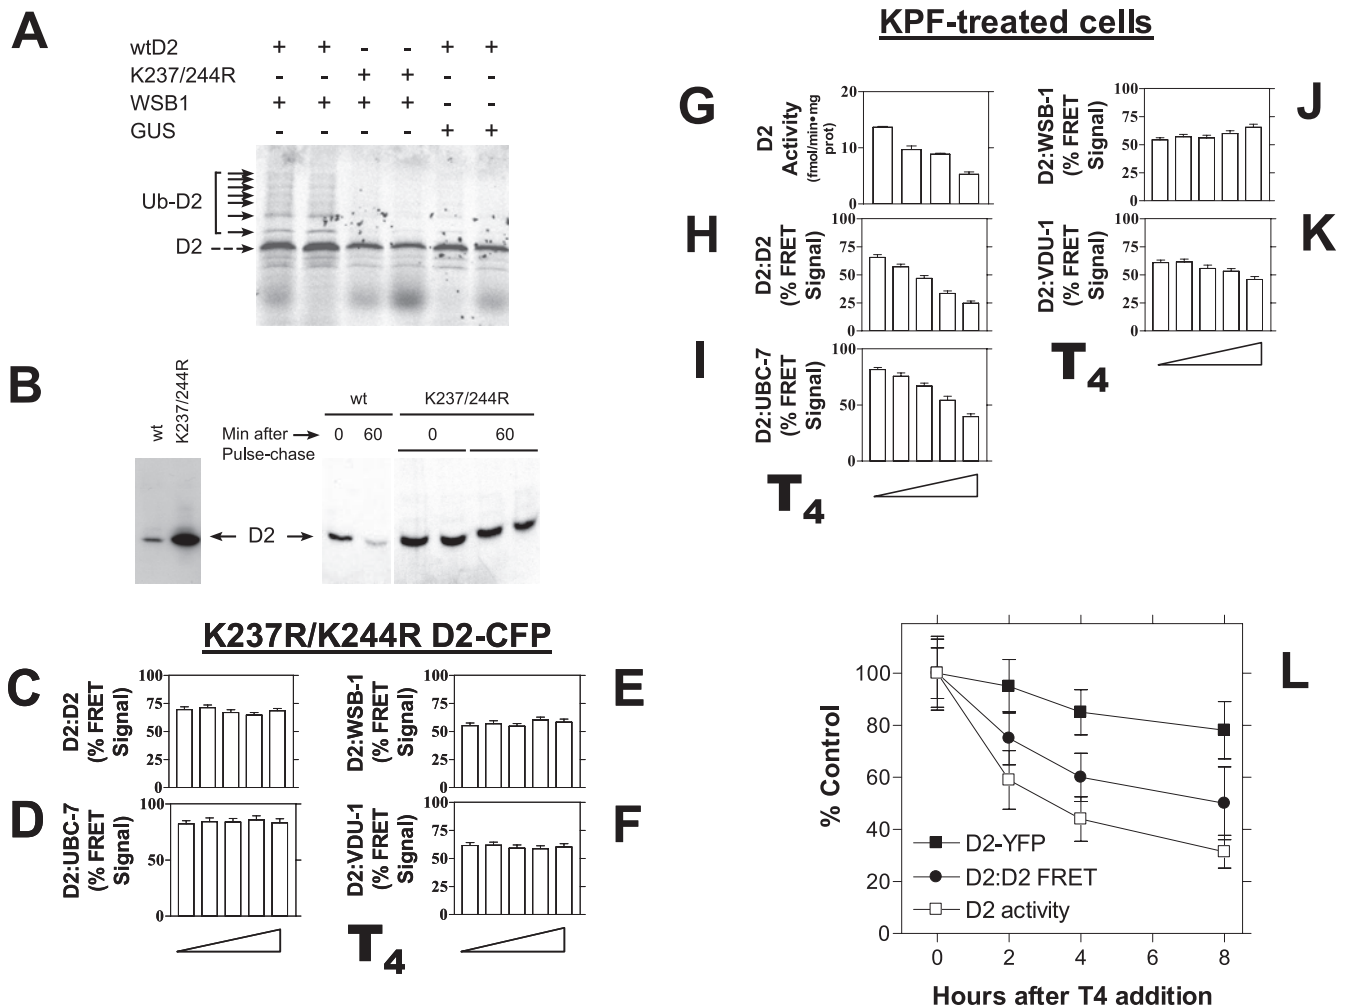 A
wtD2 + + - - + +
K237/244R - - + + - -
WSB1 + + + + - -
GUS - - - - + +
Ub-D2
D2
B
wt
K237/244R
wt K237/244R
Min after 0 60 0 60
Pulse-chase
D2
K237R/K244R D2-CFP
C
D2:D2
(% FRET
Signal)
100
75
50
25
0
D
D2:UBC-7
(% FRET
Signal)
100
50
0
E
D2:WSB-1
(% FRET
Signal)
100
75
50
25
0
F
D2:VDU-1
(% FRET
Signal)
100
75
50
25
0
T4
KPF-treated cells
G
D2
Activity
(fmol/min•mg
prot)
20
10
0
H
D2:D2
(% FRET
Signal)
100
75
50
25
0
I
D2:UBC-7
(% FRET
Signal)
100
50
0
T4
J
D2:WSB-1
(% FRET
Signal)
100
75
50
25
0
K
D2:VDU-1
(% FRET
Signal)
100
75
50
25
0
T4
L
% Control
100
80
60
40
20
0
D2-YFP
D2:D2 FRET
D2 activity
0 2 4 6 8
Hours after T4 addition